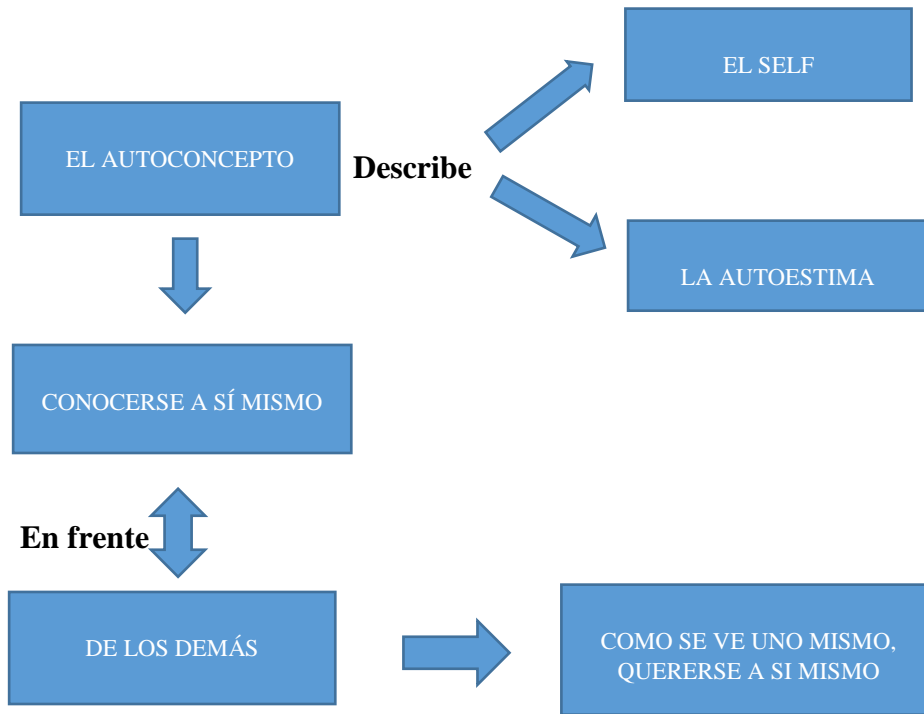 EL SELF
EL AUTOCONCEPTO
Describe
LA AUTOESTIMA
CONOCERSE A SÍ MISMO
En frente
DE LOS DEMÁS
COMO SE VE UNO MISMO,
QUERERSE A SI MISMO